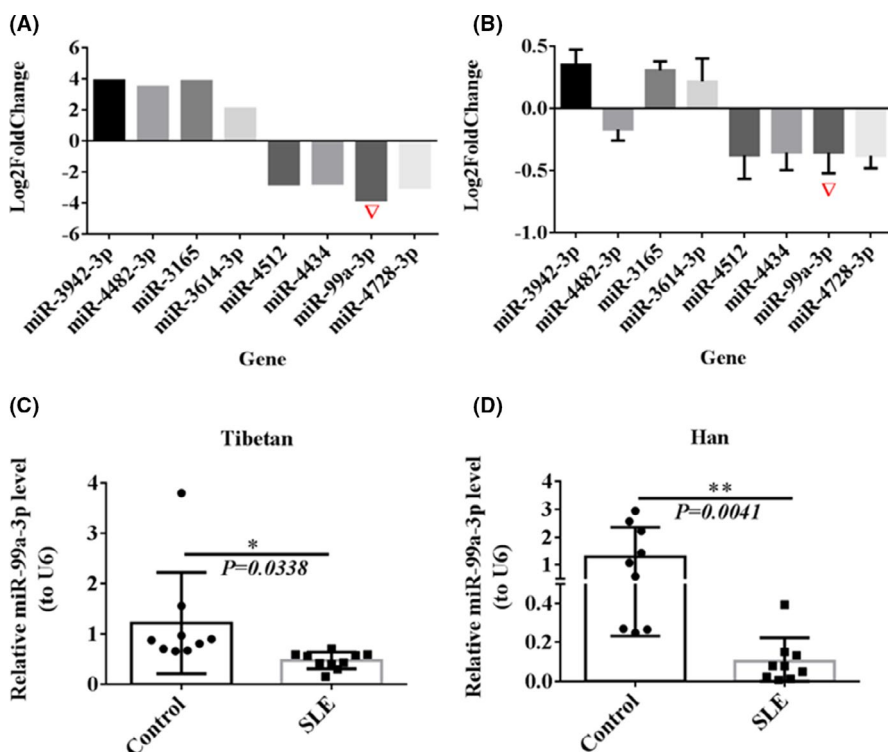 (A)
Log2FoldChange
6
4
2
0
-2
-4
-6
miR-3942-3p
miR-4482-3p
miR-3165
miR-3614-3p
miR-4512
miR-4434
miR-99a-3p
miR-4728-3p
Gene
(B)
Log2FoldChange
0.5
0.0
-0.5
-1.0
miR-3942-3p
miR-4482-3p
miR-3165
miR-3614-3p
miR-4512
miR-4434
miR-99a-3p
miR-4728-3p
Gene
(C)
Tibetan
Relative miR-99a-3p level
(to U6)
4
3
2
1
0
*
P=0.0338
Control
SLE
(D)
Han
Relative miR-99a-3p level
(to U6)
4
3
2
1
0.4
0.2
0.0
**
P=0.0041
Control
SLE